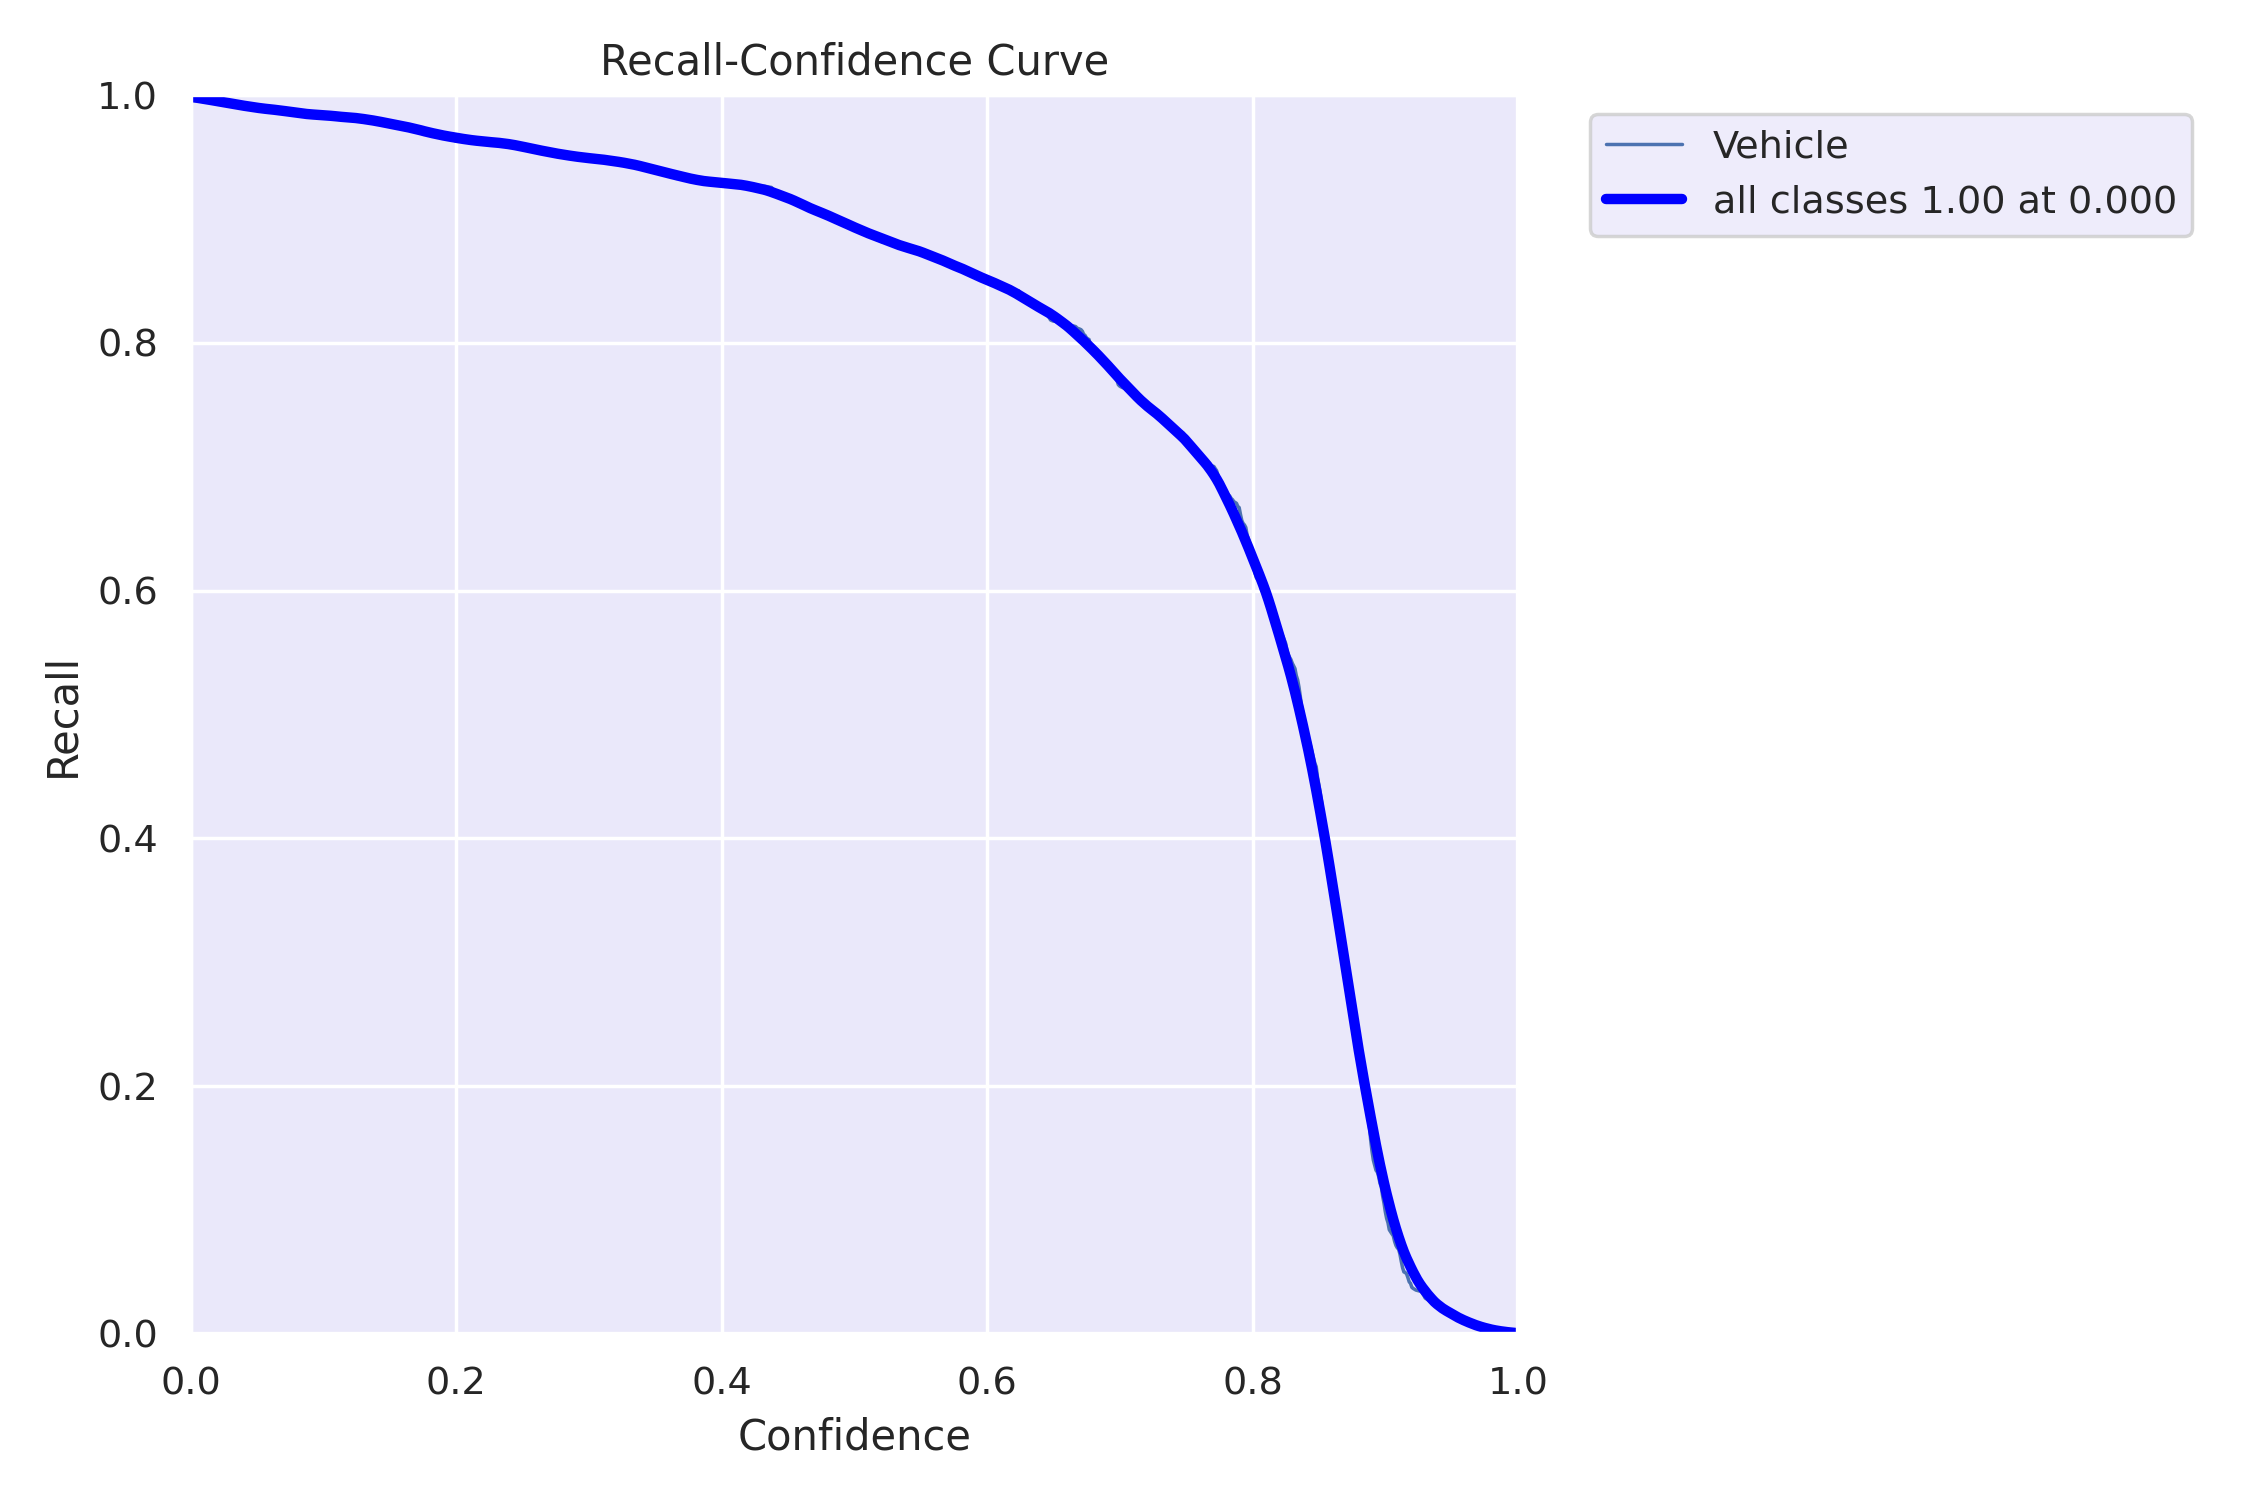 Recall-Confidence Curve
1.0
0.8
0.6
0.4
0.2
0.0
Recall
0.0 0.2 0.4 0.6 0.8 1.0
Confidence
Vehicle
all classes 1.00 at 0.000